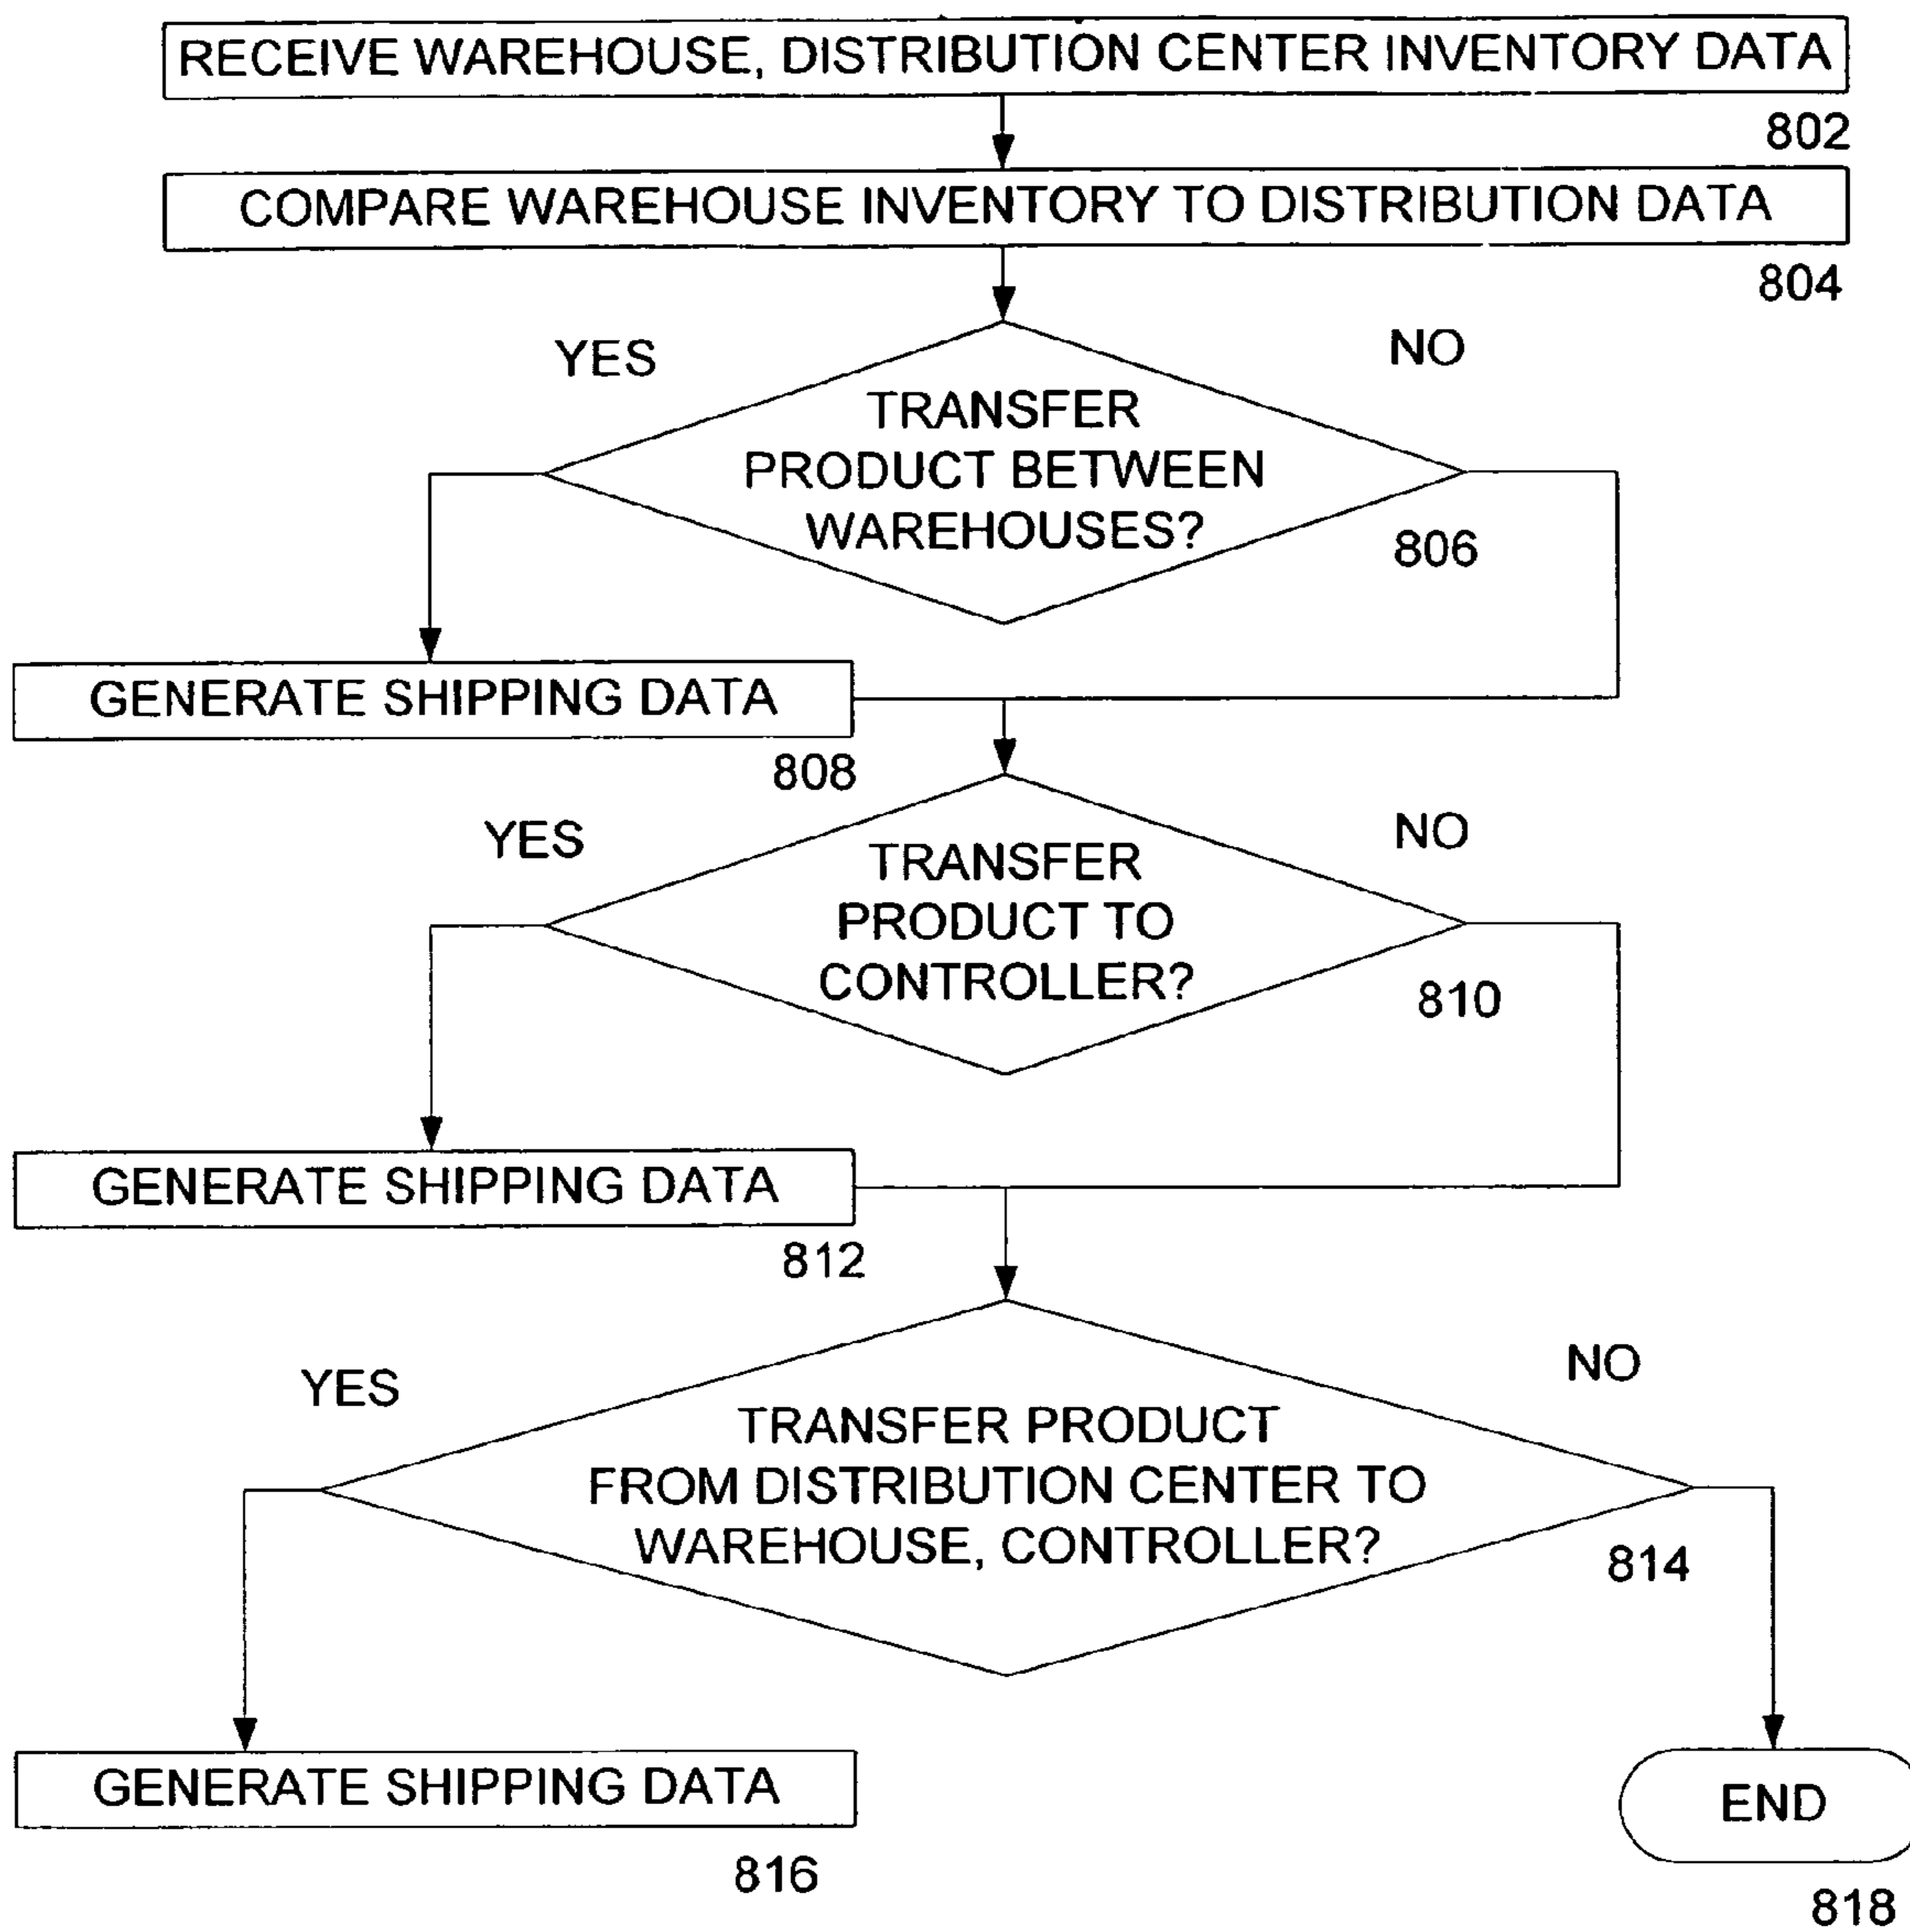 RECEIVE WAREHOUSE, DISTRIBUTION CENTER INVENTORY DATA
802
COMPARE WAREHOUSE INVENTORY TO DISTRIBUTION DATA
804
YES
NO
TRANSFER
PRODUCT BETWEEN
WAREHOUSES?
806
GENERATE SHIPPING DATA
808
YES
NO
TRANSFER
PRODUCT TO
CONTROLLER?
810
GENERATE SHIPPING DATA
812
YES
NO
TRANSFER PRODUCT
FROM DISTRIBUTION CENTER TO
WAREHOUSE, CONTROLLER?
814
GENERATE SHIPPING DATA
816
END
818